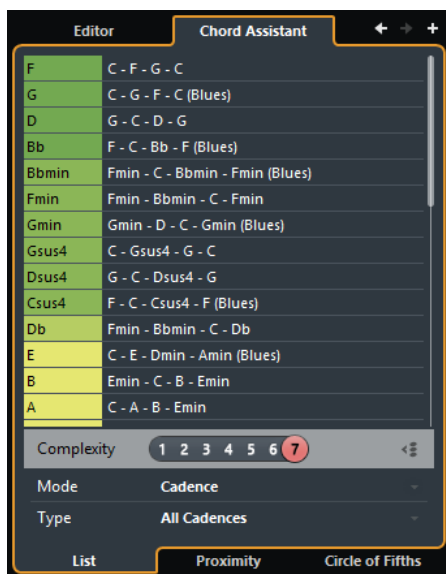 Editor Chord Assistant
F C - F - G - C
G C - G - F - C (Blues)
D G - C - D - G
Bb F - C - Bb - F (Blues)
Bbmin Fmin - C - Bbmin - Fmin (Blues)
Fmin Fmin - Bbmin - C - Fmin
Gmin Gmin - D - C - Gmin (Blues)
Gsus4 C - Gsus4 - G - C
Dsus4 G - C - Dsus4 - G
Csus4 F - C - Csus4 - F (Blues)
Db Fmin - Bbmin - C - Db
E C - E - Dmin - Amin (Blues)
B Emin - C - B - Emin
A C - A - B - Emin
Complexity 1 2 3 4 5 6 7
Mode Cadence
Type All Cadences
List Proximity Circle of Fifths